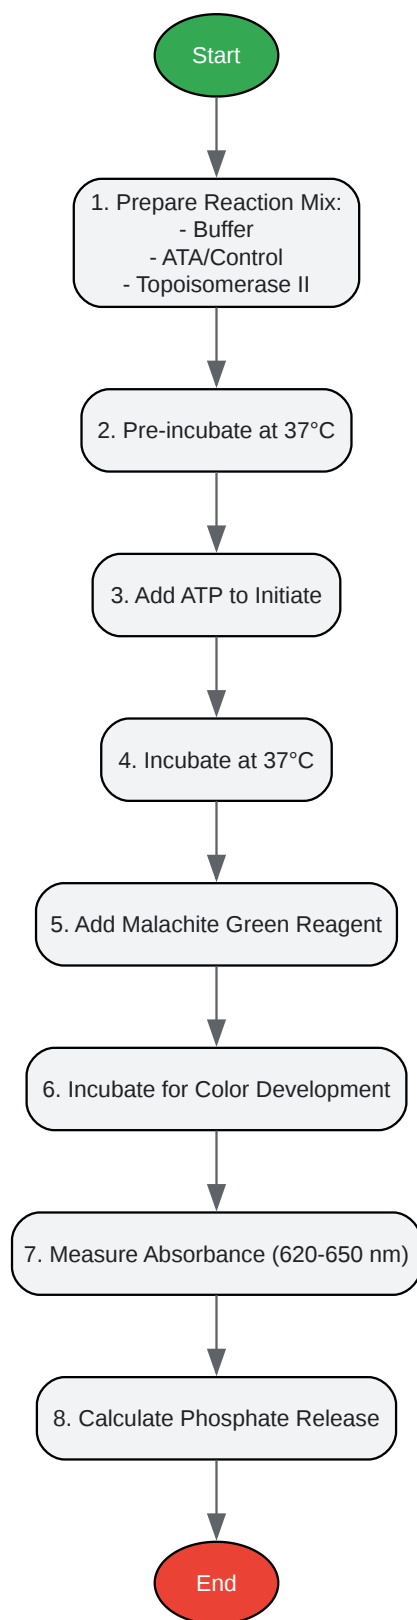 Start
1. Prepare Reaction Mix:
- Buffer
- ATA/Control
- Topoisomerase II
2. Pre-incubate at 37°C
3. Add ATP to Initiate
4. Incubate at 37°C
5. Add Malachite Green Reagent
6. Incubate for Color Development
7. Measure Absorbance (620-650 nm)
8. Calculate Phosphate Release
End